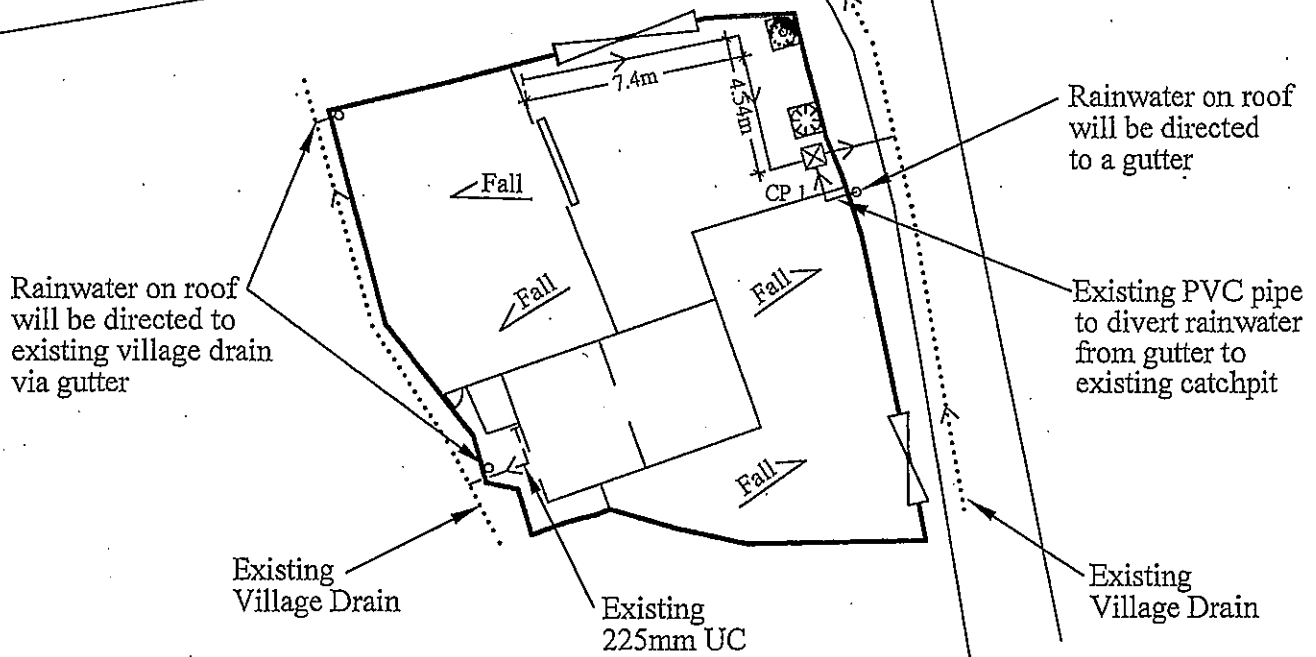 7.4m
4.54m
Rainwater on roof
will be directed
to a gutter
CP 1
Fall
Fall
Fall
Fall
Rainwater on roof
will be directed to
existing village drain
via gutter
Existing PVC pipe
to divert rainwater
from gutter to
existing catchpit
Existing
Village Drain
Existing
225mm UC
Existing
Village Drain